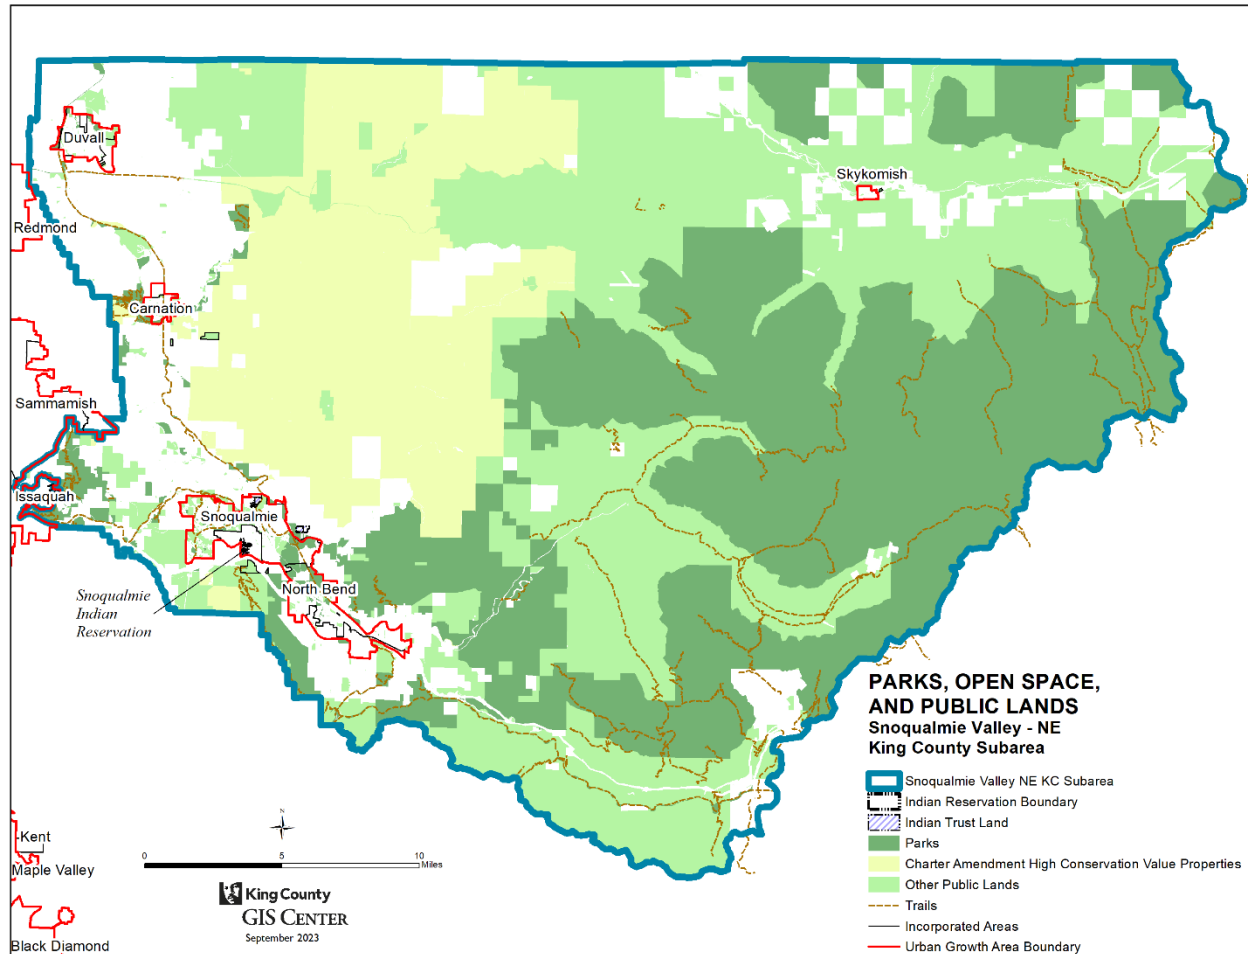 Duvall
Skykomish
Redmond
Carnation
Sammamish
Issaquah
Snoqualmie
North Bend
Snoqualmie
Indian
Reservation
PARKS, OPEN SPACE,
AND PUBLIC LANDS
Snoqualmie Valley - NE
King County Subarea
Snoqualmie Valley NE KC Subarea
Indian Reservation Boundary
Indian Trust Land
Parks
Charter Amendment High Conservation Value Properties
Other Public Lands
Trails
Incorporated Areas
Urban Growth Area Boundary
N
0 5 10
Miles
King County
GIS CENTER
September 2023
Kent
Maple Valley
Black Diamond